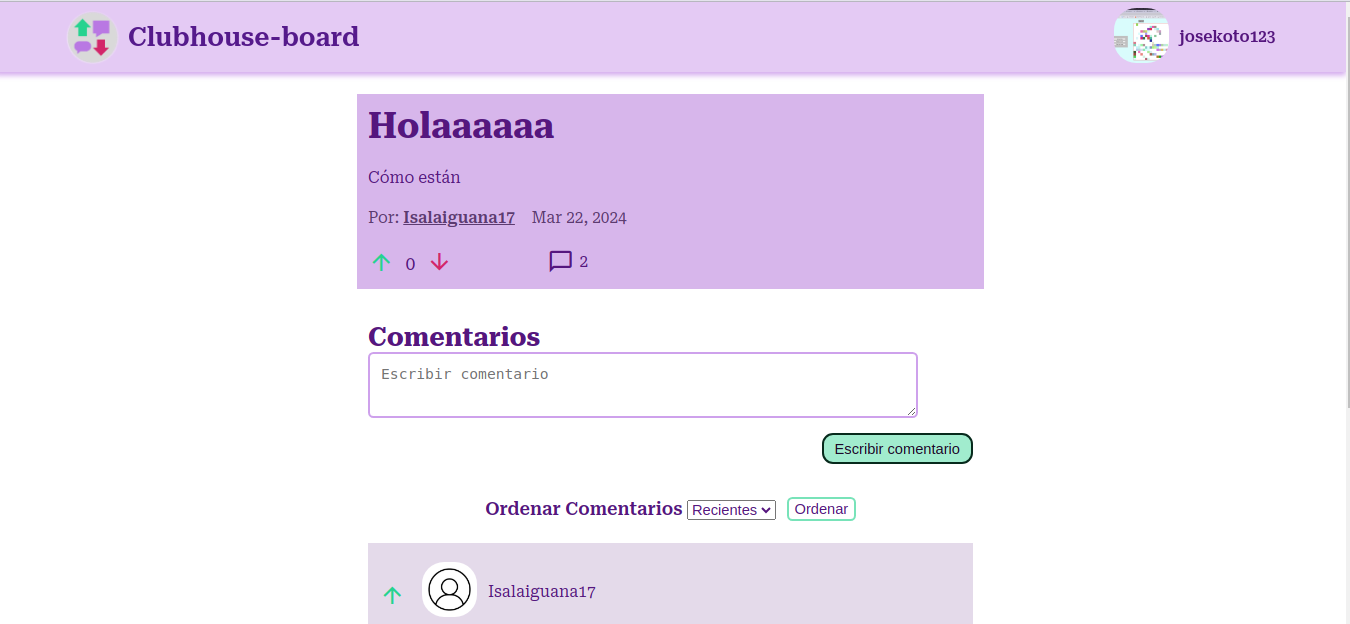 Clubhouse-board
josekoto123
Holaaaaaa
Cómo están
Por: Isalaiguana17 Mar 22, 2024
0 2
Comentarios
Escribir comentario
Escribir comentario
Ordenar Comentarios Recientes Ordenar
Isalaiguana17